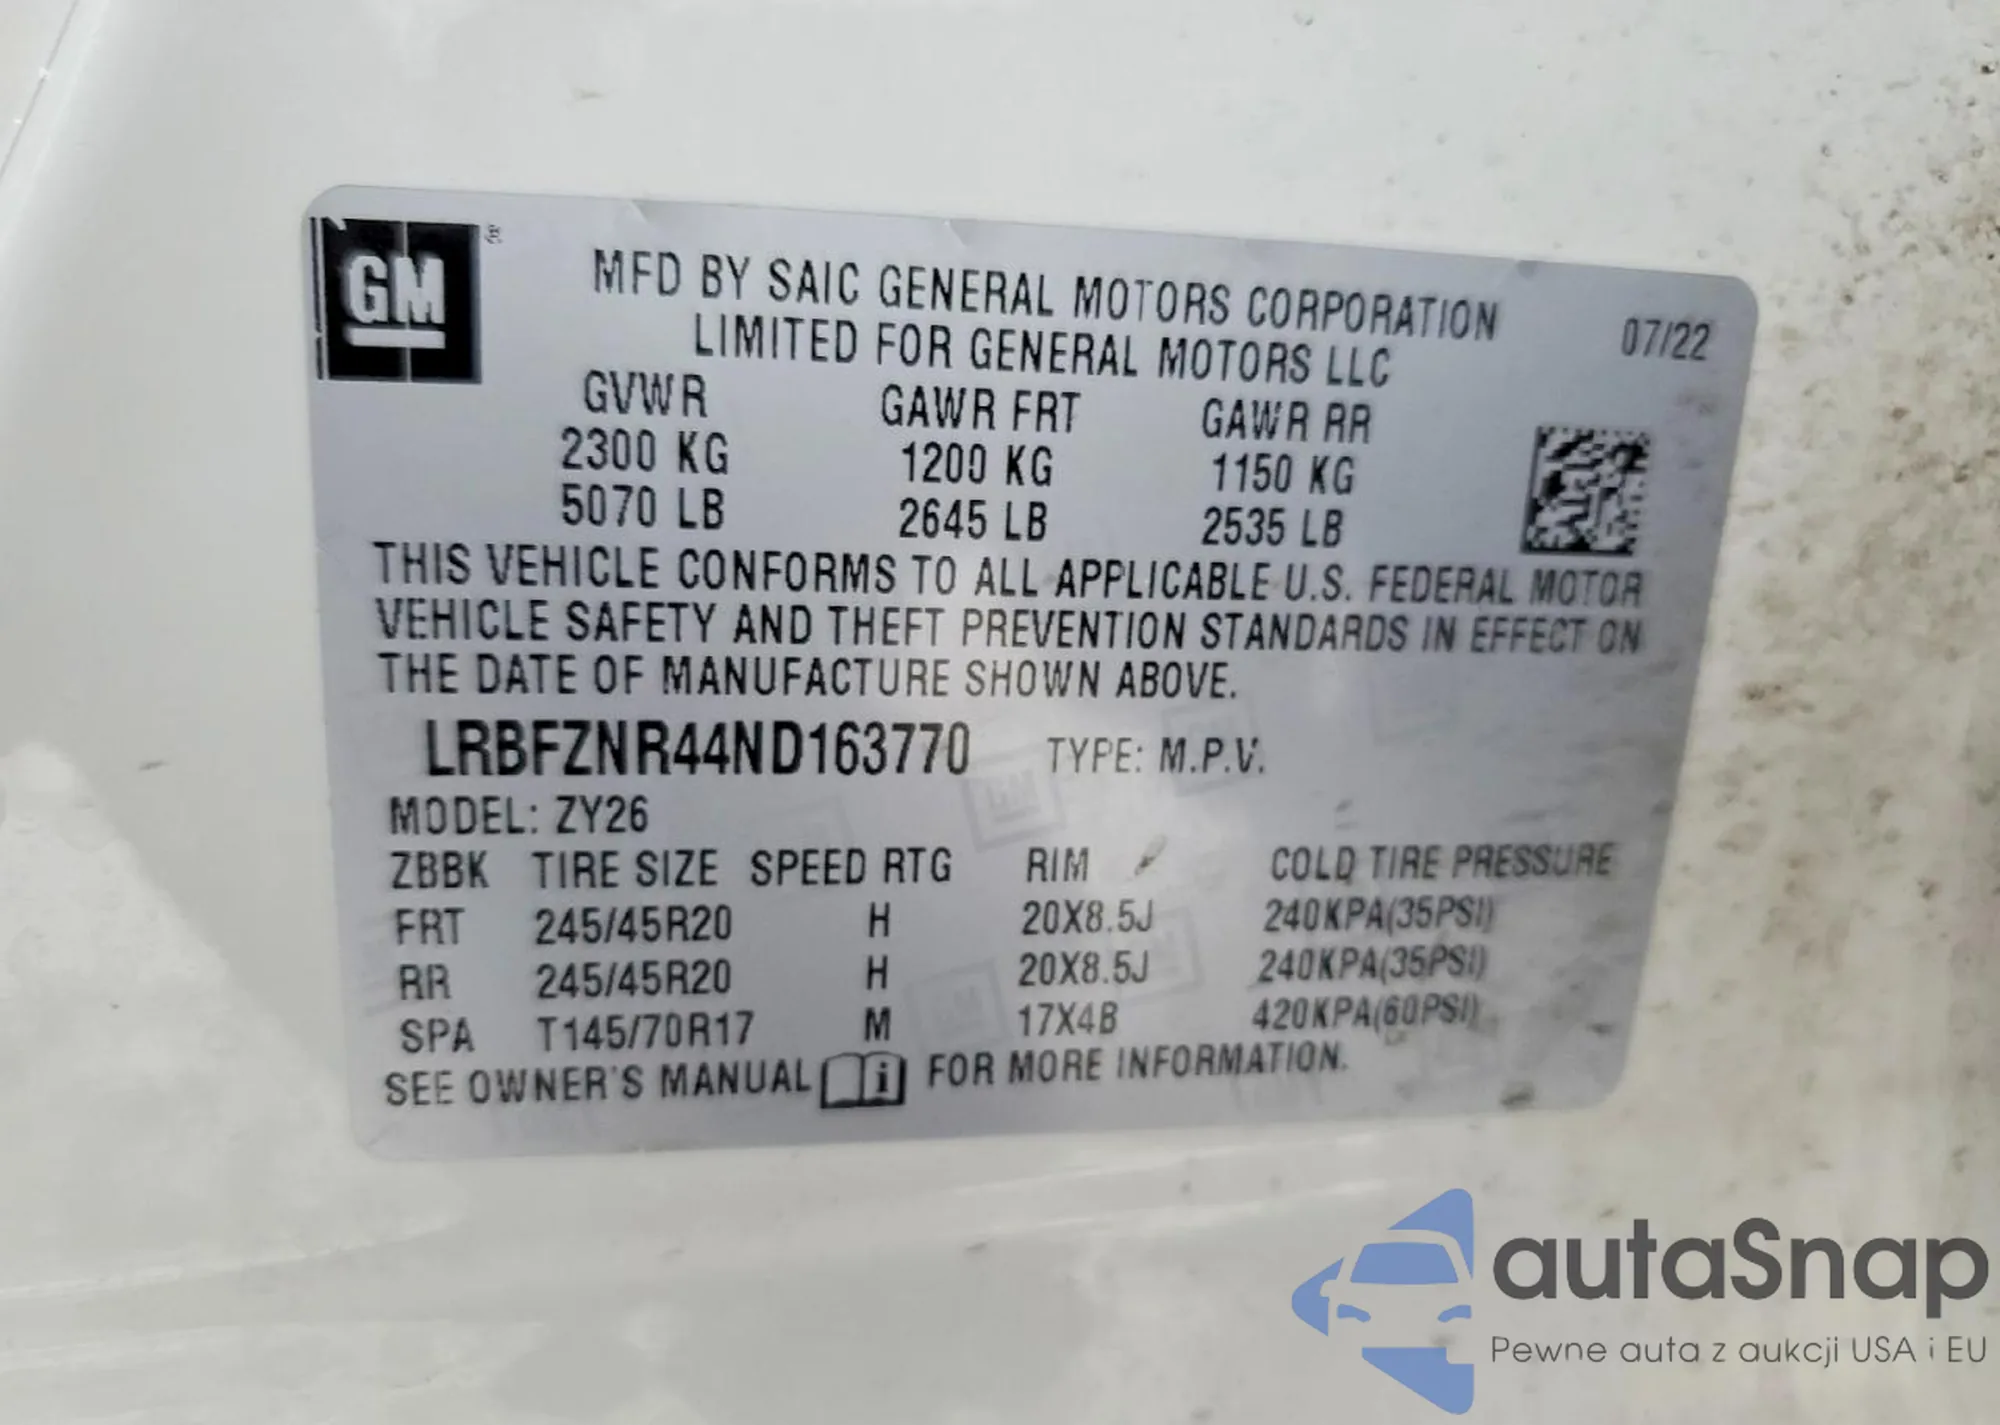 GM ®
MFD BY SAIC GENERAL MOTORS CORPORATION
LIMITED FOR GENERAL MOTORS LLC
07/22
GVWR GAWR FRT GAWR RR
2300 KG 1200 KG 1150 KG
5070 LB 2645 LB 2535 LB
THIS VEHICLE CONFORMS TO ALL APPLICABLE U.S. FEDERAL MOTOR
VEHICLE SAFETY AND THEFT PREVENTION STANDARDS IN EFFECT ON
THE DATE OF MANUFACTURE SHOWN ABOVE.
LRBFZNR44ND163770 TYPE: M.P.V.
MODEL: ZY26
ZBBK TIRE SIZE SPEED RTG RIM COLD TIRE PRESSURE
FRT 245/45R20 H 20X8.5J 240KPA(35PSI)
RR 245/45R20 H 20X8.5J 240KPA(35PSI)
SPA T145/70R17 M 17X4B 420KPA(60PSI)
SEE OWNER'S MANUAL i FOR MORE INFORMATION.
autaSnap
Pewne auta z aukcji USA i EU